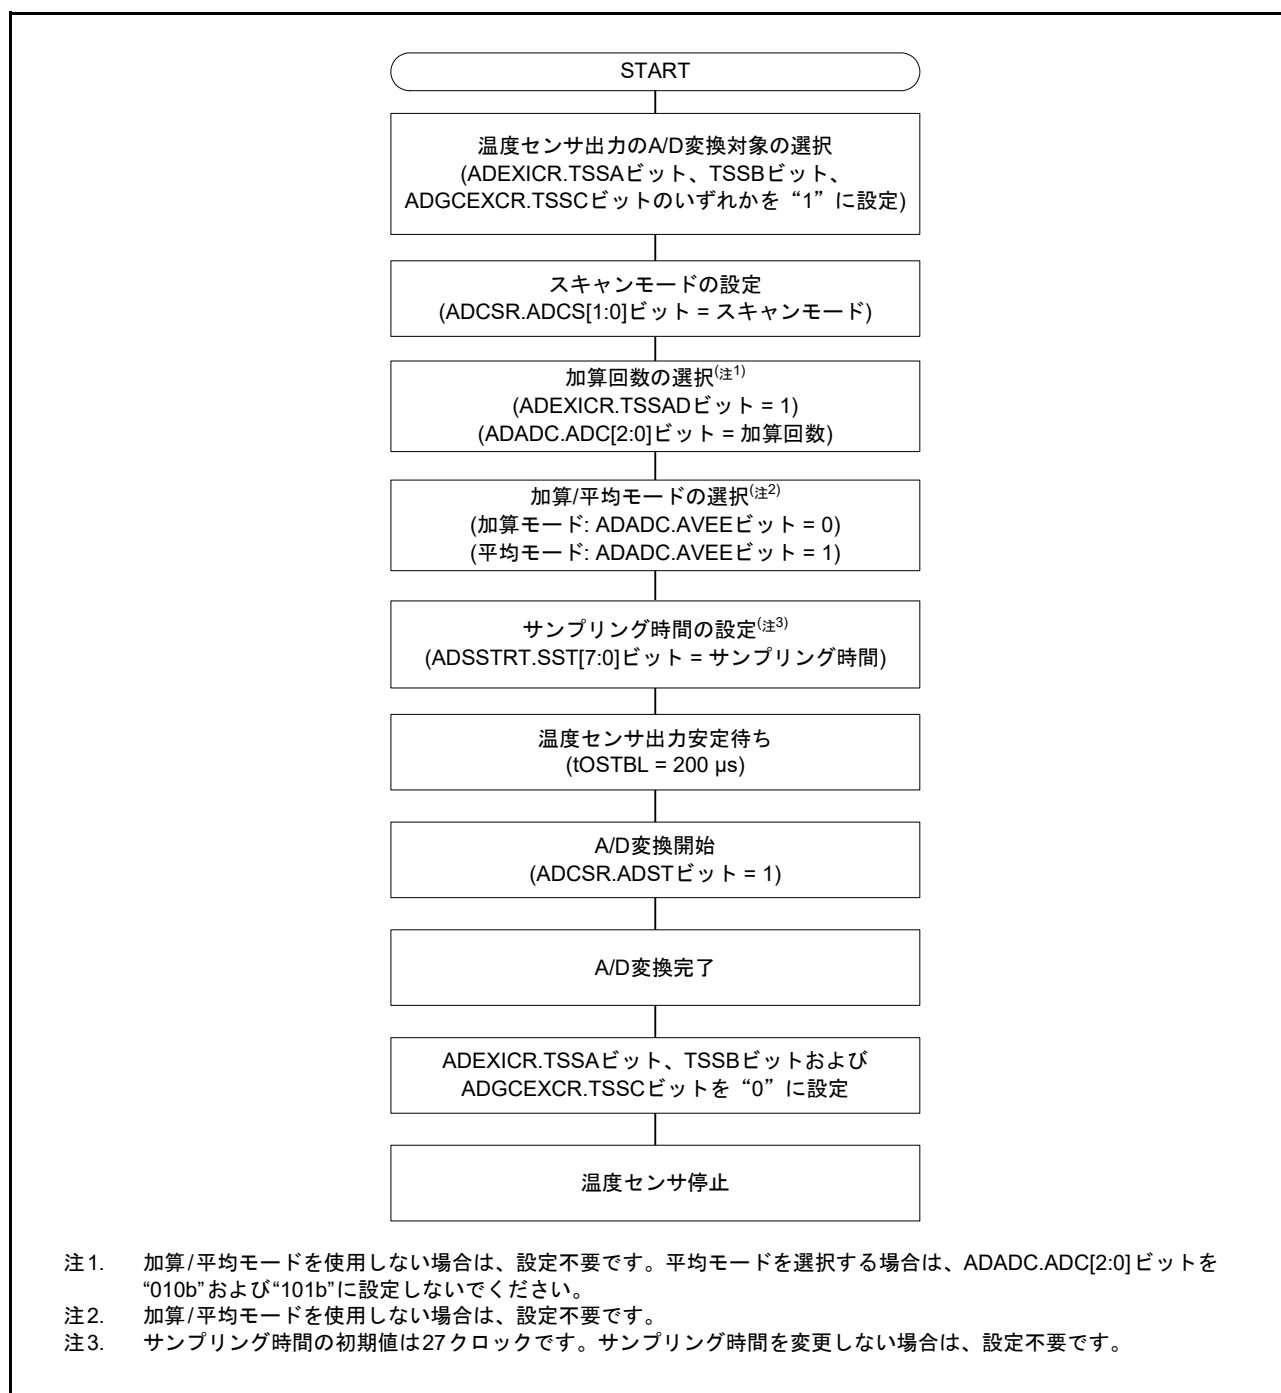 START
温度センサ出力のA/D変換対象の選択
(ADEXICR.TSSAビット、TSSBビット、
ADGCEXCR.TSSCビットのいずれかを“1”に設定)
スキャンモードの設定
(ADCSR.ADCS[1:0]ビット = スキャンモード)
加算回数の選択(注1)
(ADEXICR.TSSADビット = 1)
(ADADC.ADC[2:0]ビット = 加算回数)
加算/平均モードの選択(注2)
(加算モード: ADADC.AVEEビット = 0)
(平均モード: ADADC.AVEEビット = 1)
サンプリング時間の設定(注3)
(ADSSTRT.SST[7:0]ビット = サンプリング時間)
温度センサ出力安定待ち
(tOSTBL = 200 μs)
A/D変換開始
(ADCSR.ADSTビット = 1)
A/D変換完了
ADEXICR.TSSAビット、TSSBビットおよび
ADGCEXCR.TSSCビットを“0”に設定
温度センサ停止
注1. 加算/平均モードを使用しない場合は、設定不要です。平均モードを選択する場合は、ADADC.ADC[2:0]ビットを
“010b”および“101b”に設定しないでください。
注2. 加算/平均モードを使用しない場合は、設定不要です。
注3. サンプリング時間の初期値は27クロックです。サンプリング時間を変更しない場合は、設定不要です。